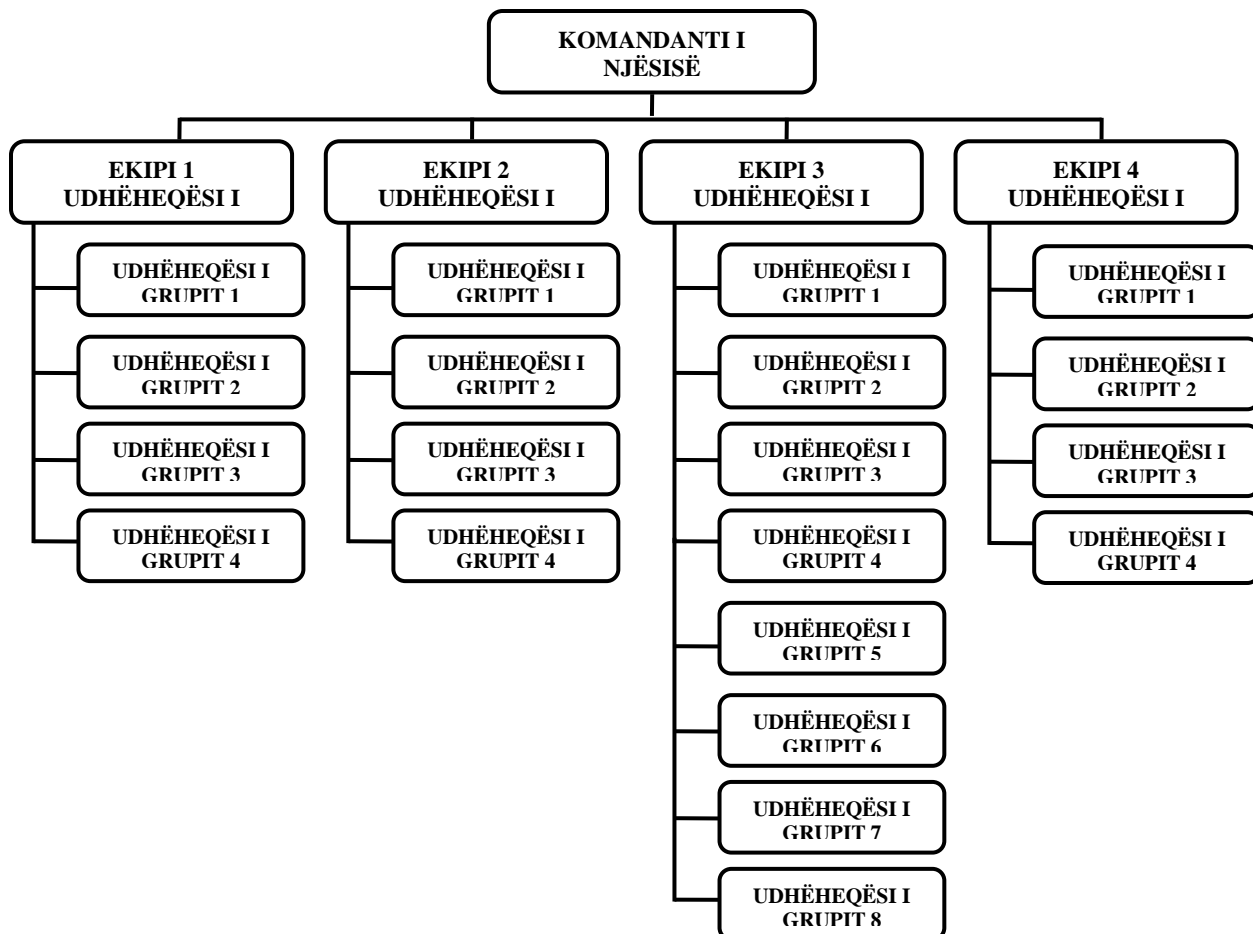 KOMANDANTI I
NJËSISË
EKIPI 1
UDHËHEQËSI I
UDHËHEQËSI I
GRUPIT 1
UDHËHEQËSI I
GRUPIT 2
UDHËHEQËSI I
GRUPIT 3
UDHËHEQËSI I
GRUPIT 4
EKIPI 2
UDHËHEQËSI I
UDHËHEQËSI I
GRUPIT 1
UDHËHEQËSI I
GRUPIT 2
UDHËHEQËSI I
GRUPIT 3
UDHËHEQËSI I
GRUPIT 4
EKIPI 3
UDHËHEQËSI I
UDHËHEQËSI I
GRUPIT 1
UDHËHEQËSI I
GRUPIT 2
UDHËHEQËSI I
GRUPIT 3
UDHËHEQËSI I
GRUPIT 4
UDHËHEQËSI I
GRUPIT 5
UDHËHEQËSI I
GRUPIT 6
UDHËHEQËSI I
GRUPIT 7
UDHËHEQËSI I
GRUPIT 8
EKIPI 4
UDHËHEQËSI I
UDHËHEQËSI I
GRUPIT 1
UDHËHEQËSI I
GRUPIT 2
UDHËHEQËSI I
GRUPIT 3
UDHËHEQËSI I
GRUPIT 4